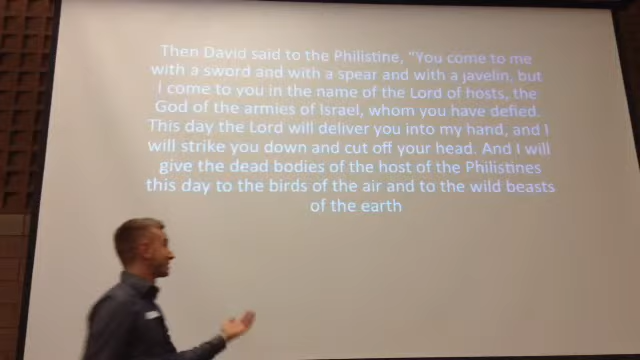 Then David said to the Philistine, “You come to me
with a sword and with a spear and with a javelin, but
I come to you in the name of the Lord of hosts, the
God of the armies of Israel, whom you have defied.
This day the Lord will deliver you into my hand, and I
will strike you down and cut off your head. And I will
give the dead bodies of the host of the Philistines
this day to the birds of the air and to the wild beasts
of the earth